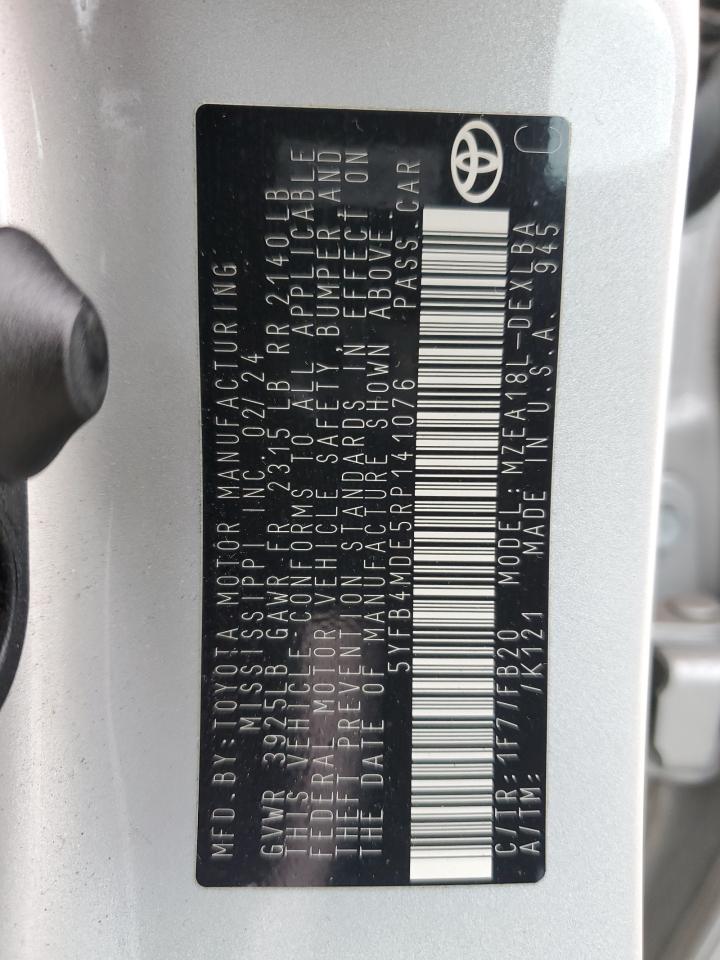 MFD.BY:TOYOTA MOTOR MANUFACTURING
MISSISSIPPI INC.02/24
GVWR 3925LB GAWR FR 2315 LB RR 2140LB
THIS VEHICLE CONFORMS TO ALL APPLICABLE
FEDERAL MOTOR VEHICLE SAFETY, BUMPER, AND
THEFT PREVENTION STANDARDS IN EFFECT ON
THE DATE OF MANUFACTURE SHOWN ABOVE.
5YFB4MDE5RP141076 PASS.CAR
C/TR:1F7/FB20 MODEL:MZEA18L-DEXLBA
A/TM: /K121 MADE IN U.S.A. 945
C